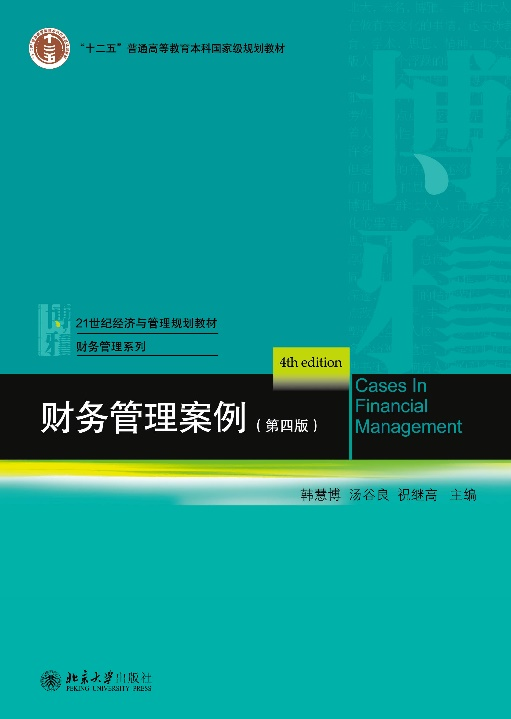 “十二五”普通高等教育本科国家级规划教材
博
雅
21世纪经济与管理规划教材
财务管理系列
4th edition
财务管理案例（第四版）
Cases In
Financial
Management
韩慧博 汤谷良 祝继高 主编
北京大学出版社
PEKING UNIVERSITY PRESS